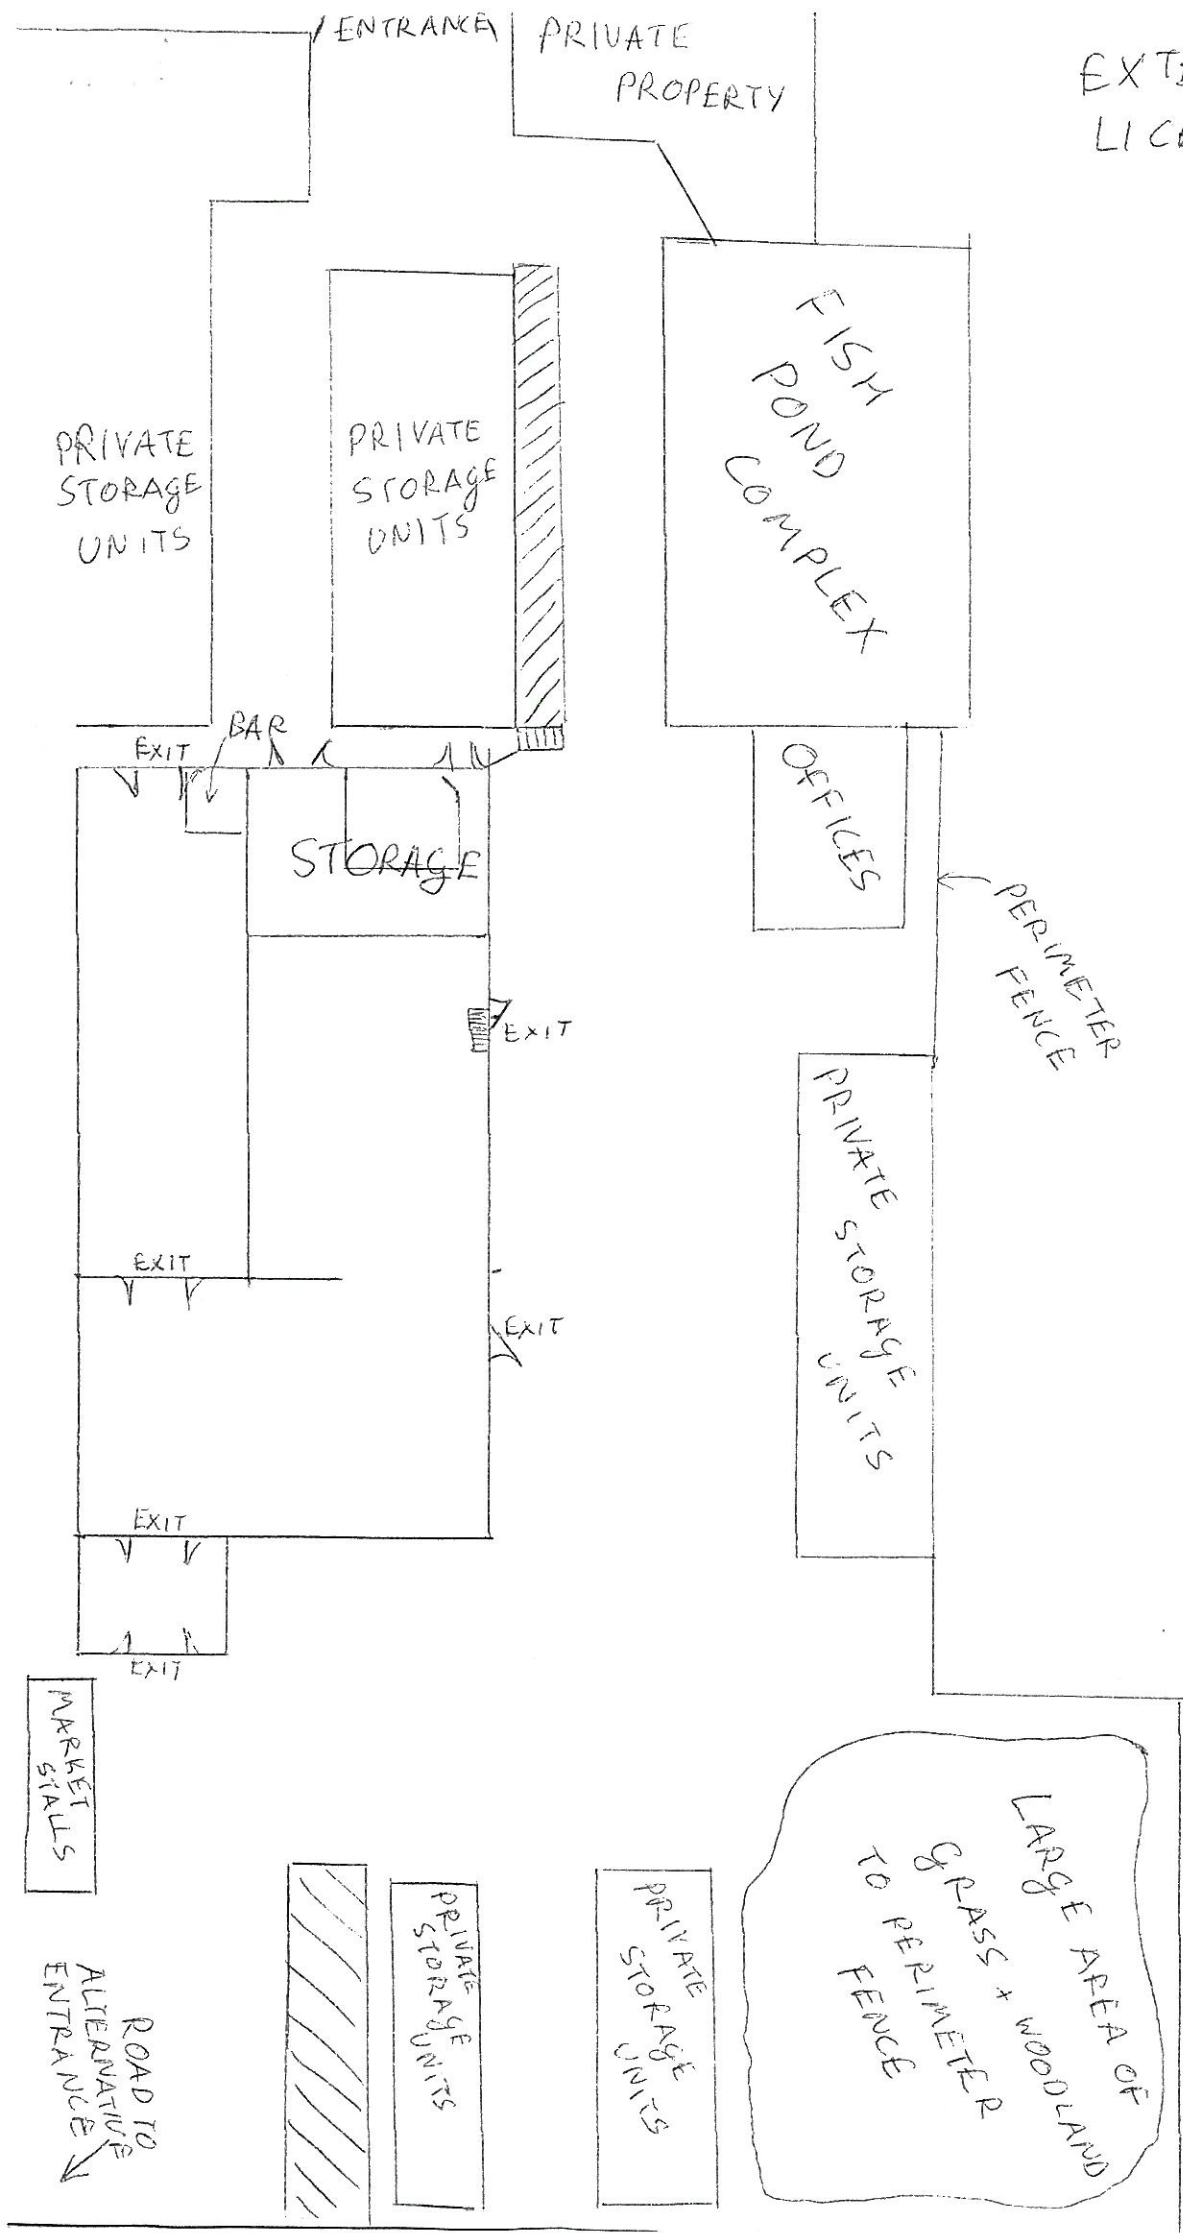 ENTRANCE
PRIVATE
PROPERTY
FISH
POND
COMPLEX
PRIVATE
STORAGE
UNITS
PRIVATE
STORAGE
UNITS
BAR
EXIT
OFFICES
STORAGE
PERIMETER
FENCE
EXIT
PRIVATE
STORAGE
UNITS
EXIT
EXIT
EXIT
EXIT
MARKET
STALLS
LARGE AREA OF
GRASS + WOODLAND
TO PERIMETER
FENCE
PRIVATE
STORAGE
UNITS
PRIVATE
STORAGE
UNITS
ROAD TO
ALTERNATIVE
ENTRANCE